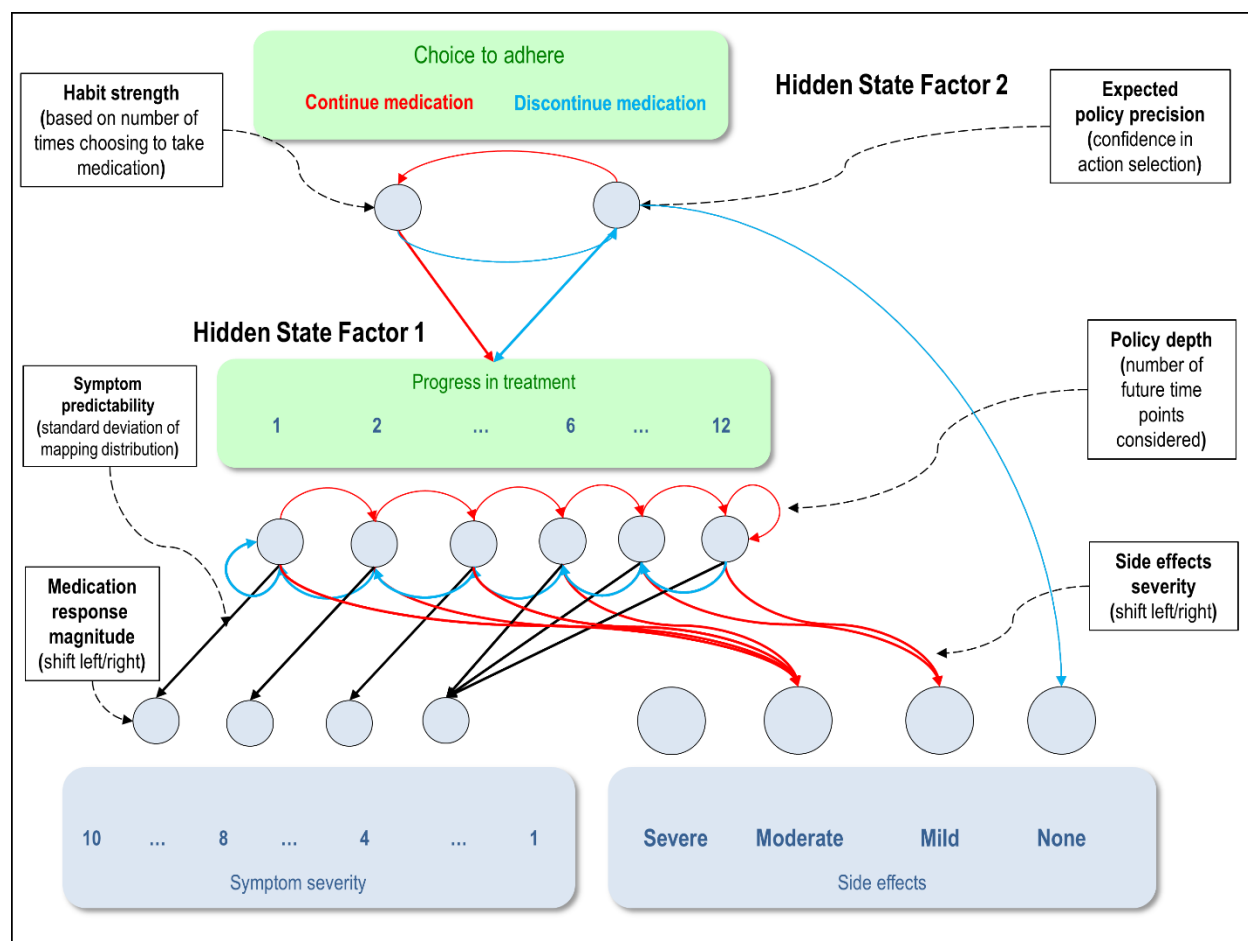 Choice to adhere
Continue medication
Discontinue medication
Hidden State Factor 2
Habit strength
(based on number of
times choosing to take
medication)
Expected
policy precision
(confidence in
action selection)
Hidden State Factor 1
Progress in treatment
1 2 … 6 … 12
Symptom
predictability
(standard deviation of
mapping distribution)
Policy depth
(number of
future time
points
considered)
Medication
response
magnitude
(shift left/right)
Side effects
severity
(shift left/right)
10 … 8 … 4 … 1
Symptom severity
Severe Moderate Mild None
Side effects